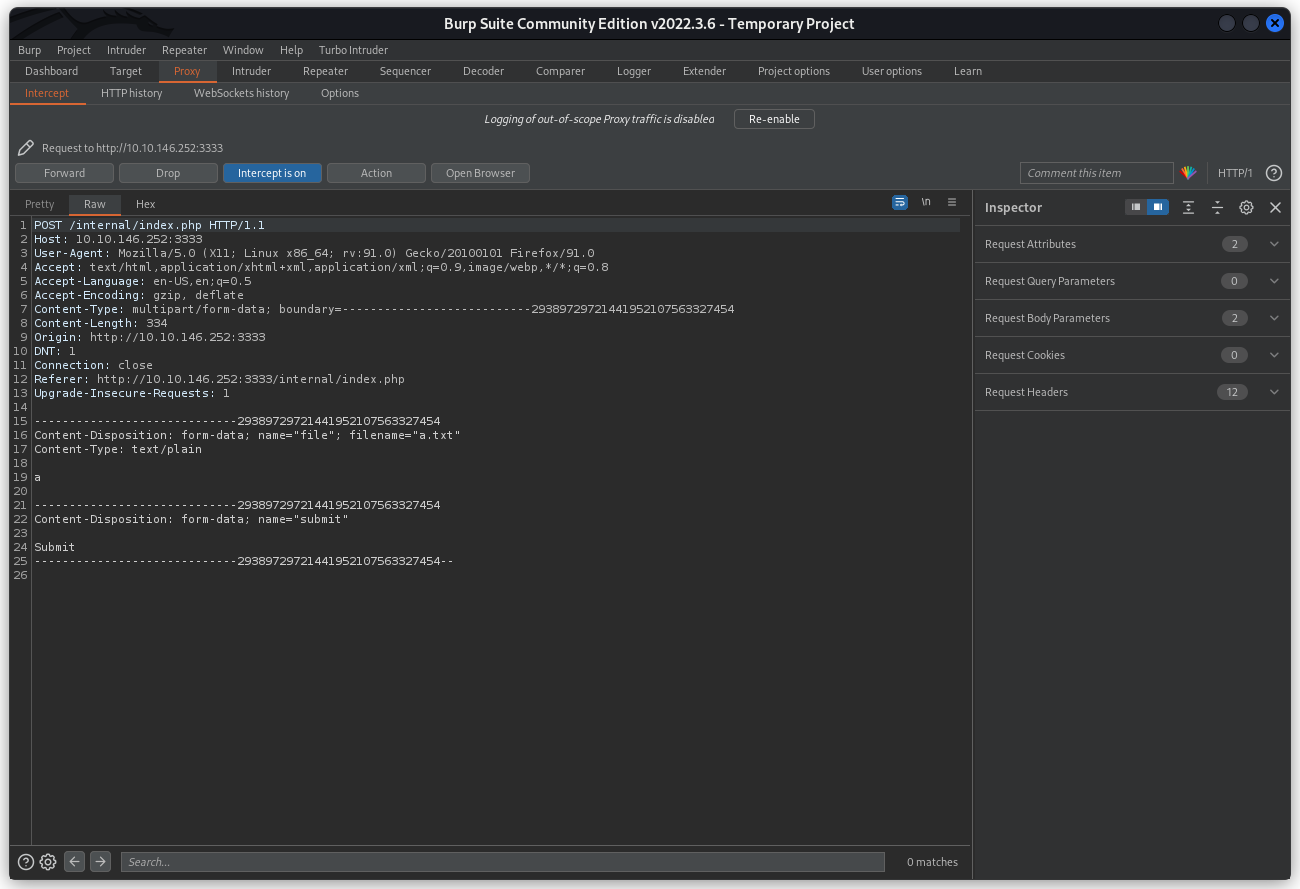 Burp Suite Community Edition v2022.3.6 - Temporary Project
Burp Project Intruder Repeater Window Help Turbo Intruder
Dashboard Target Proxy Intruder Repeater Sequencer Decoder Comparer Logger Extender Project options User options Learn
Intercept HTTP history WebSockets history Options
Logging of out-of-scope Proxy traffic is disabled Re-enable
Request to http://10.10.146.252:3333
Forward Drop Intercept is on Action Open Browser Comment this item HTTP/1 ?
Pretty Raw Hex \n
Inspector
1 POST /internal/index.php HTTP/1.1
2 Host: 10.10.146.252:3333
3 User-Agent: Mozilla/5.0 (X11; Linux x86_64; rv:91.0) Gecko/20100101 Firefox/91.0
4 Accept: text/html,application/xhtml+xml,application/xml;q=0.9,image/webp,*/*;q=0.8
5 Accept-Language: en-US,en;q=0.5
6 Accept-Encoding: gzip, deflate
7 Content-Type: multipart/form-data; boundary=---------------------------293897297214419521075633​27454
8 Content-Length: 334
9 Origin: http://10.10.146.252:3333
10 DNT: 1
11 Connection: close
12 Referer: http://10.10.146.252:3333/internal/index.php
13 Upgrade-Insecure-Requests: 1
14
15 -----------------------------29389729721441952107563327454
16 Content-Disposition: form-data; name="file"; filename="a.txt"
17 Content-Type: text/plain
18
19 a
20
21 -----------------------------29389729721441952107563327454
22 Content-Disposition: form-data; name="submit"
23
24 Submit
25 -----------------------------29389729721441952107563327454--
26
Request Attributes 2
Request Query Parameters 0
Request Body Parameters 2
Request Cookies 0
Request Headers 12
? Search... 0 matches